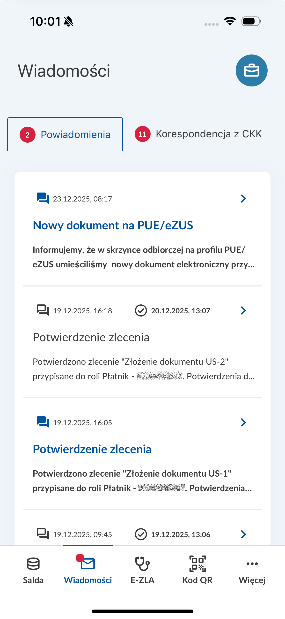 10:01
Wiadomości
2 Powiadomienia
11 Korespondencja z CKK
23.12.2025, 08:17
Nowy dokument na PUE/eZUS
Informujemy, że w skrzynce odbiorczej na profilu PUE/
eZUS umieściliśmy nowy dokument elektroniczny przy...
19.12.2025, 16:18 20.12.2025, 13:07
Potwierdzenie zlecenia
Potwierdzono zlecenie "Złożenie dokumentu US-2"
przypisane do roli Płatnik - . Potwierdzenia d...
19.12.2025, 16:05
Potwierdzenie zlecenia
Potwierdzono zlecenie "Złożenie dokumentu US-1"
przypisane do roli Płatnik - . Potwierdzenia...
19.12.2025, 09:45 19.12.2025, 13:06
Salda Wiadomości E-ZLA Kod QR Więcej